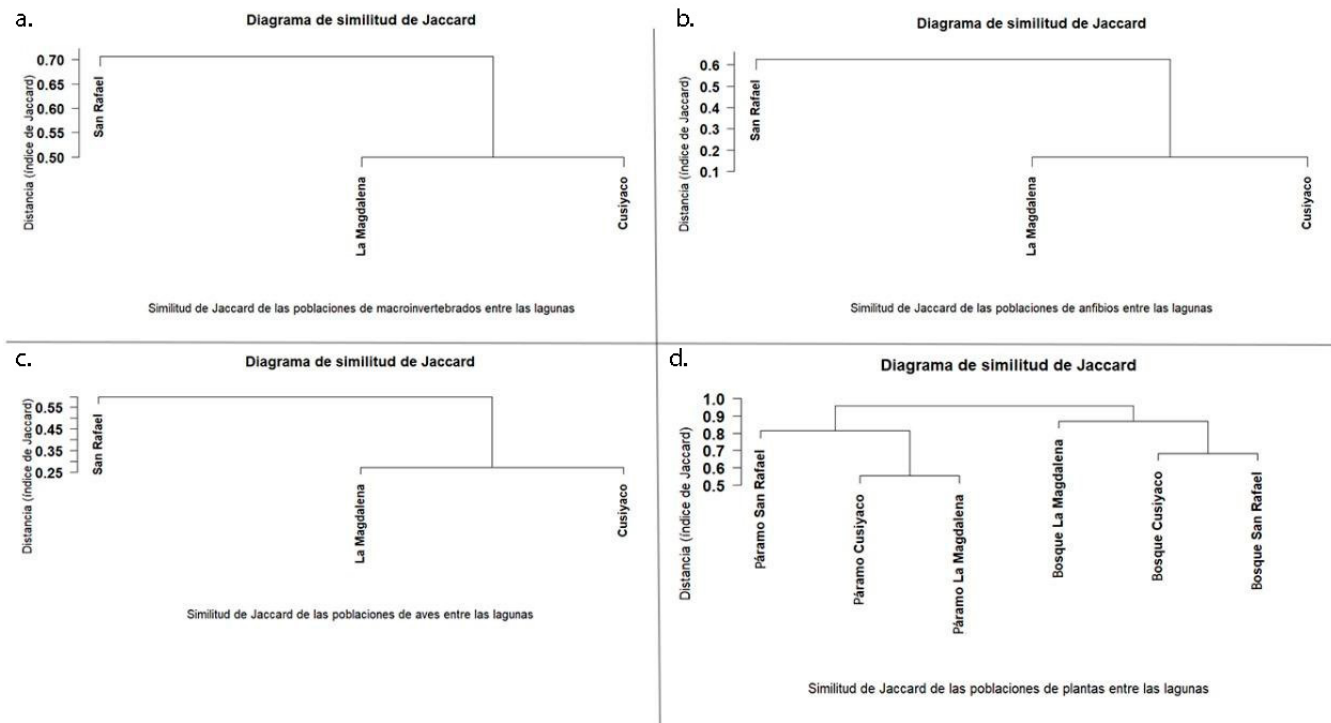 a.
Diagrama de similitud de Jaccard
Distancia (índice de Jaccard)
0.70
0.65
0.60
0.55
0.50
San Rafael
La Magdalena
Cusiyaco
Similitud de Jaccard de las poblaciones de macroinvertebrados entre las lagunas
b.
Diagrama de similitud de Jaccard
Distancia (índice de Jaccard)
0.6
0.5
0.4
0.3
0.2
0.1
San Rafael
La Magdalena
Cusiyaco
Similitud de Jaccard de las poblaciones de anfibios entre las lagunas
c.
Diagrama de similitud de Jaccard
Distancia (índice de Jaccard)
0.55
0.45
0.35
0.25
San Rafael
La Magdalena
Cusiyaco
Similitud de Jaccard de las poblaciones de aves entre las lagunas
d.
Diagrama de similitud de Jaccard
Distancia (índice de Jaccard)
1.0
0.9
0.8
0.7
0.6
0.5
Páramo San Rafael
Páramo Cusiyaco
Páramo La Magdalena
Bosque La Magdalena
Bosque Cusiyaco
Bosque San Rafael
Similitud de Jaccard de las poblaciones de plantas entre las lagunas